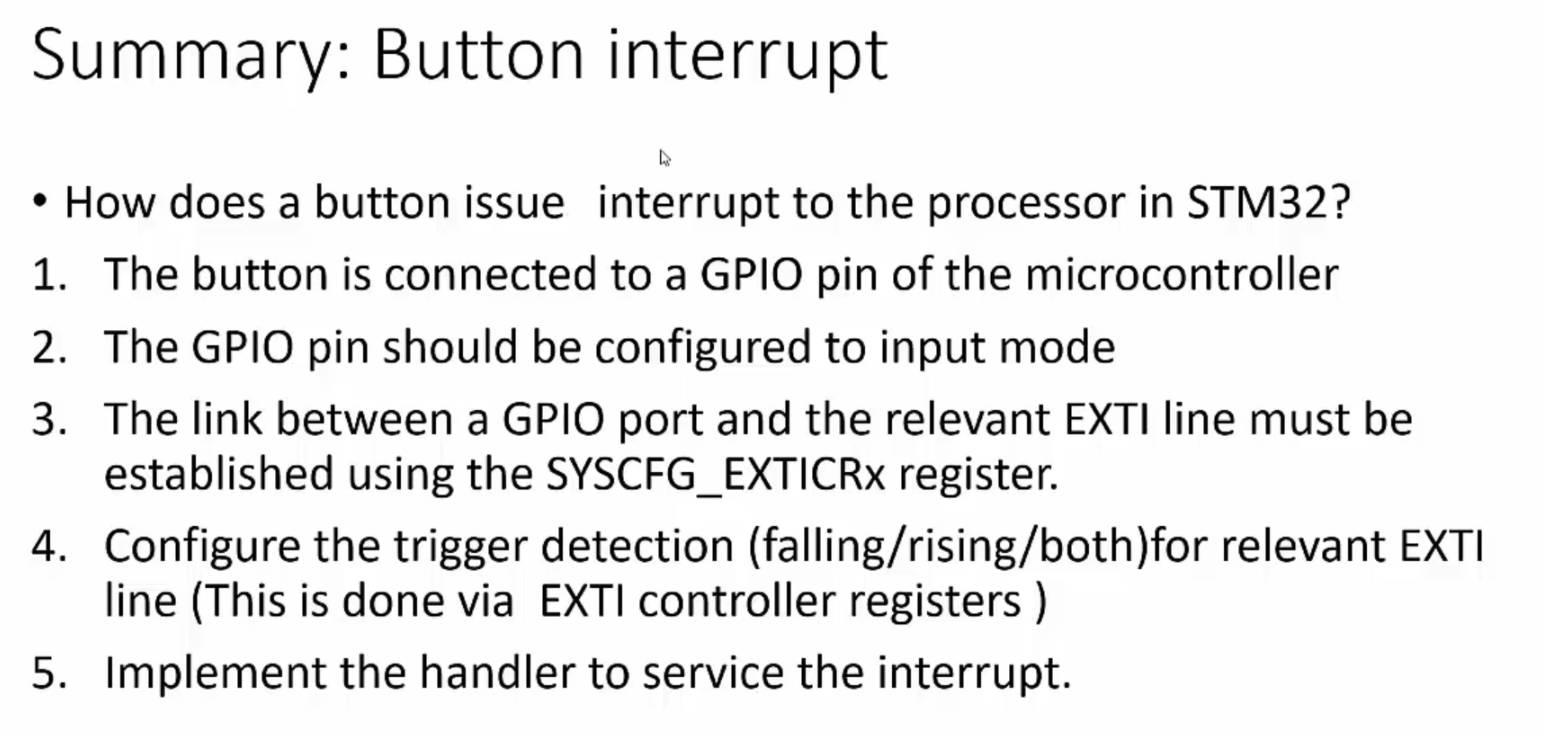 Summary: Button interrupt
• How does a button issue  interrupt to the processor in STM32?
1. The button is connected to a GPIO pin of the microcontroller
2. The GPIO pin should be configured to input mode
3. The link between a GPIO port and the relevant EXTI line must be
established using the SYSCFG_EXTICRx register.
4. Configure the trigger detection (falling/rising/both)for relevant EXTI
line (This is done via  EXTI controller registers )
5. Implement the handler to service the interrupt.